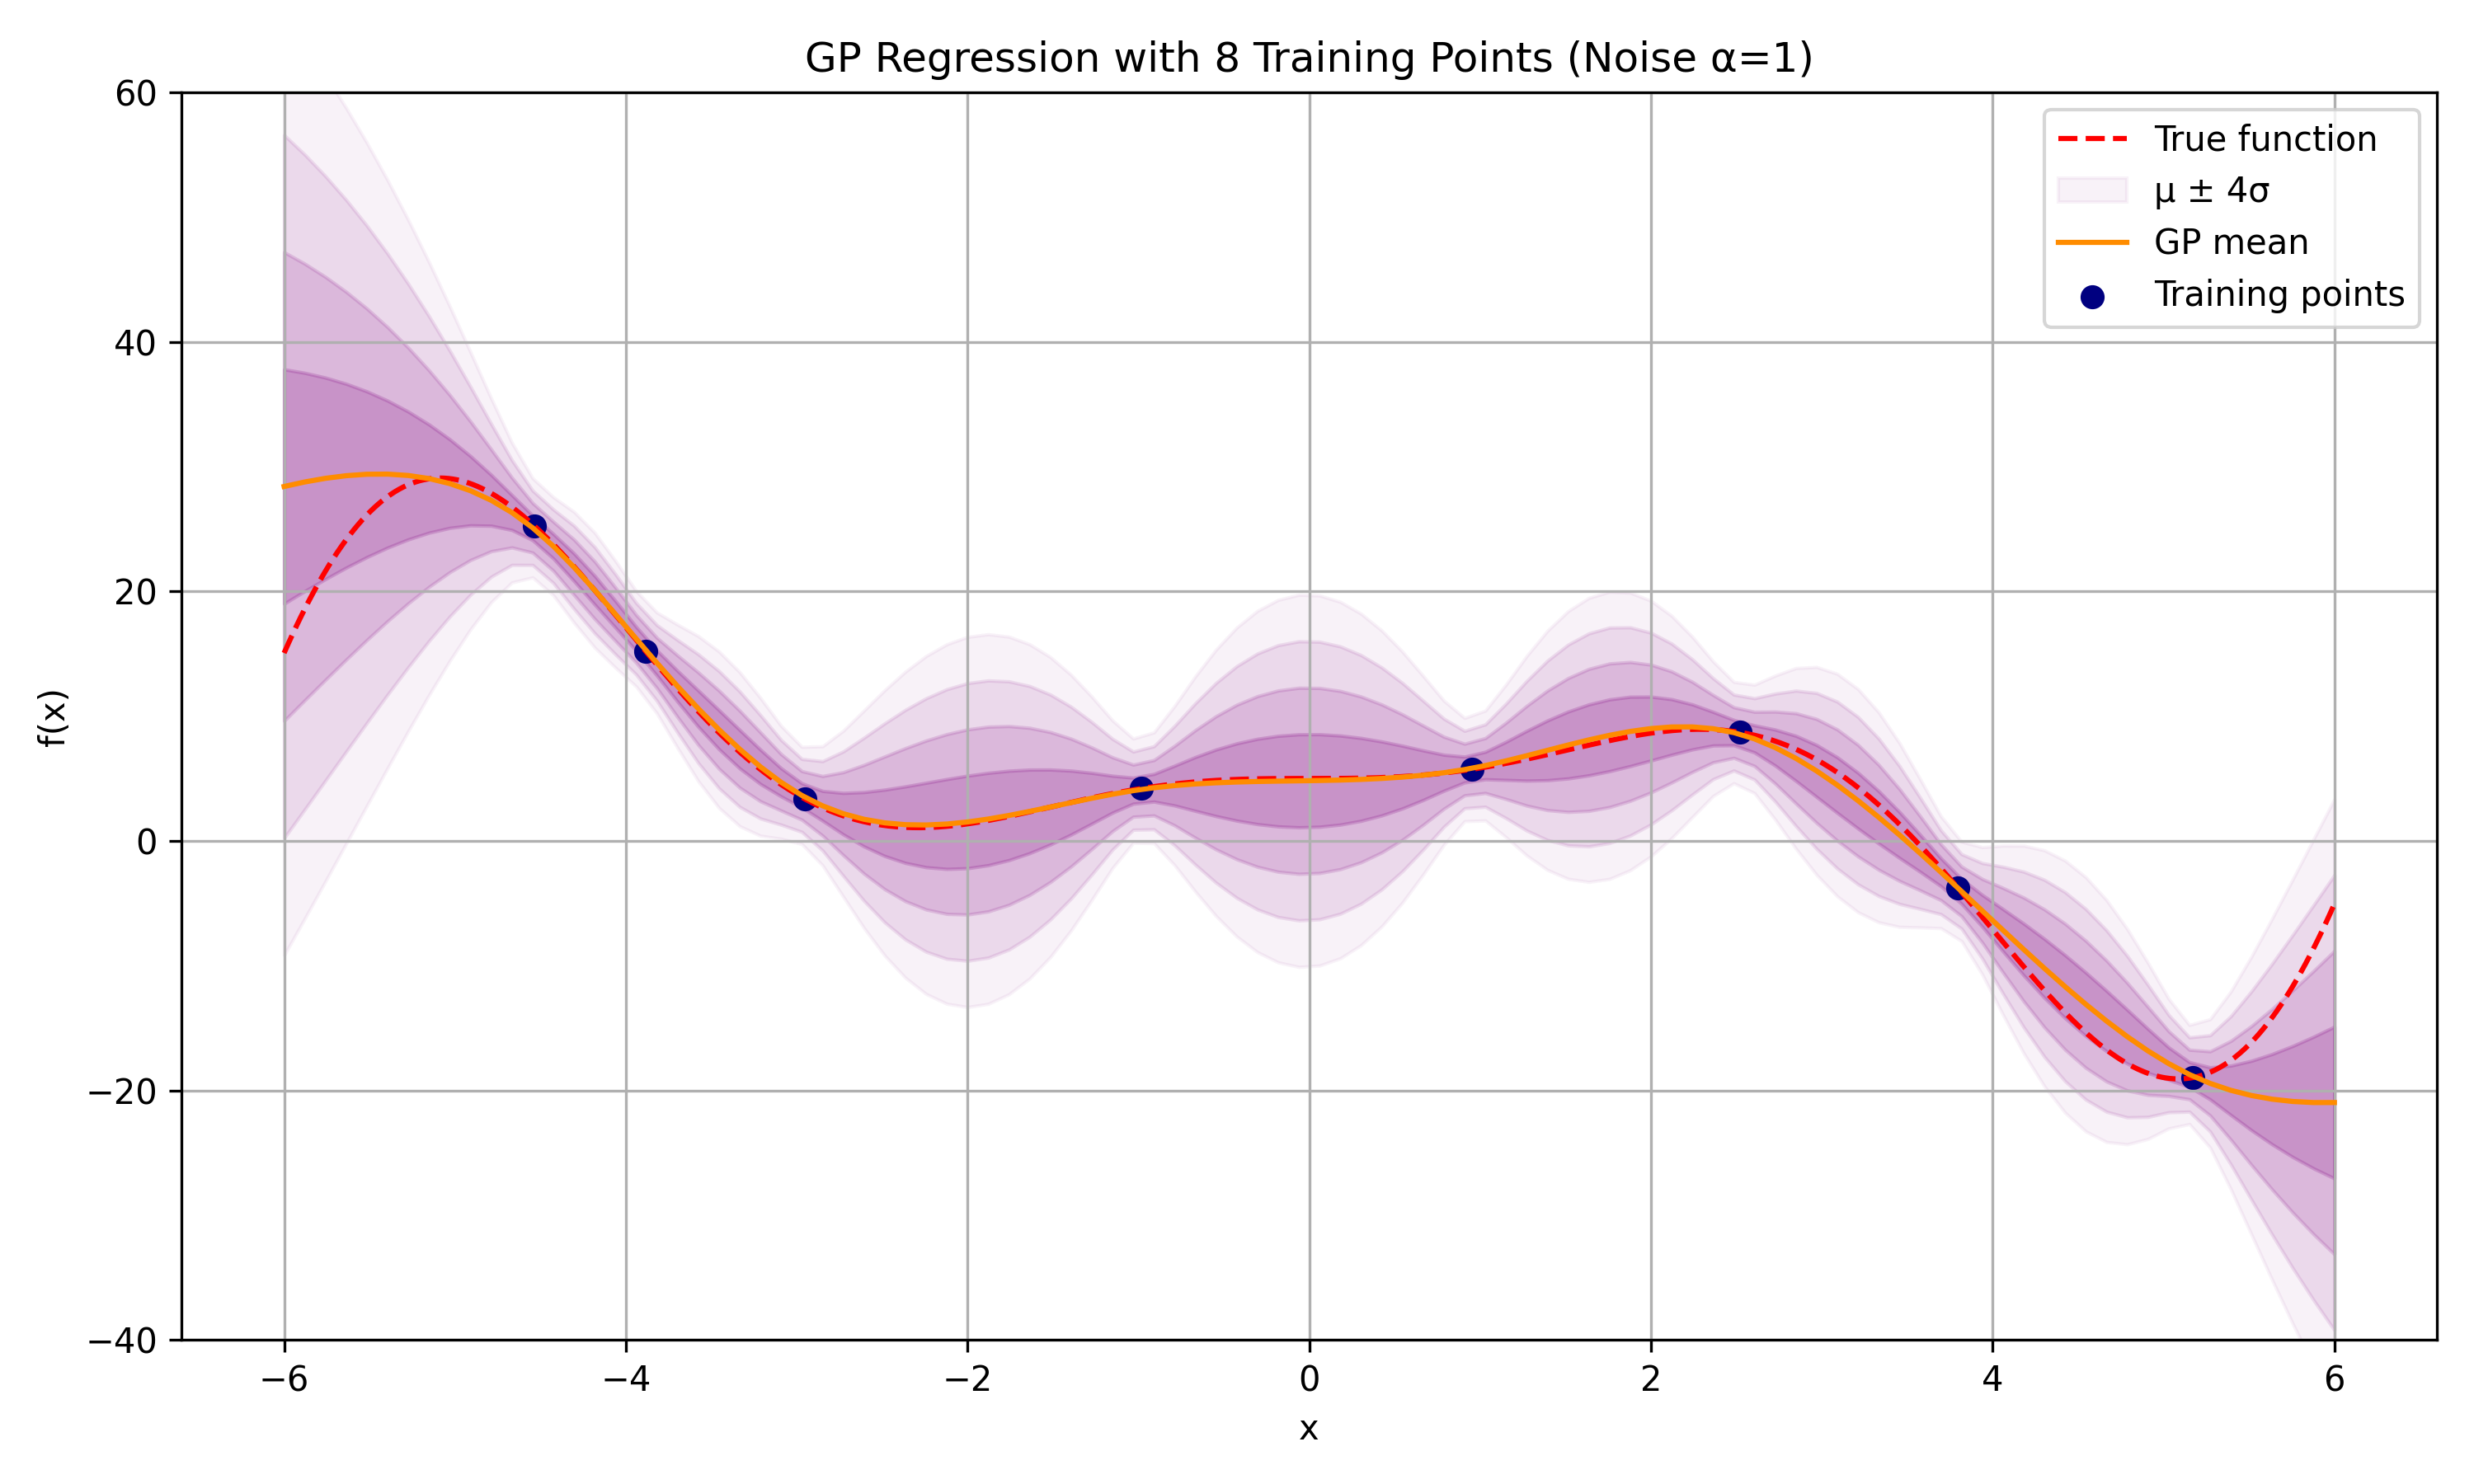 GP Regression with 8 Training Points (Noise α=1)
True function
μ ± 4σ
GP mean
Training points
60
40
20
0
−20
−40
f(x)
−6
−4
−2
0
2
4
6
x